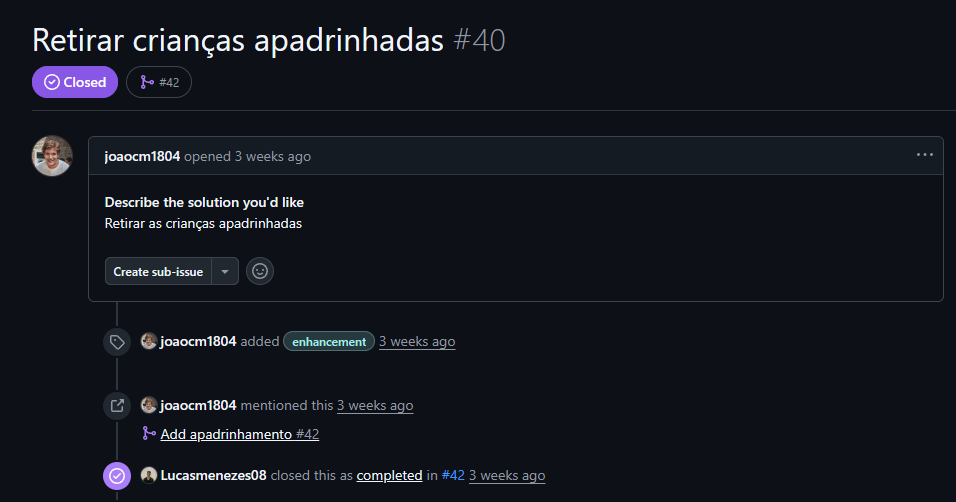 Retirar crianças apadrinhadas #40
Closed
#42
joaocm1804 opened 3 weeks ago
Describe the solution you'd like
Retirar as crianças apadrinhadas
Create sub-issue
joaocm1804 added enhancement 3 weeks ago
joaocm1804 mentioned this 3 weeks ago
Add apadrinhamento #42
Lucasmenezes08 closed this as completed in #42 3 weeks ago